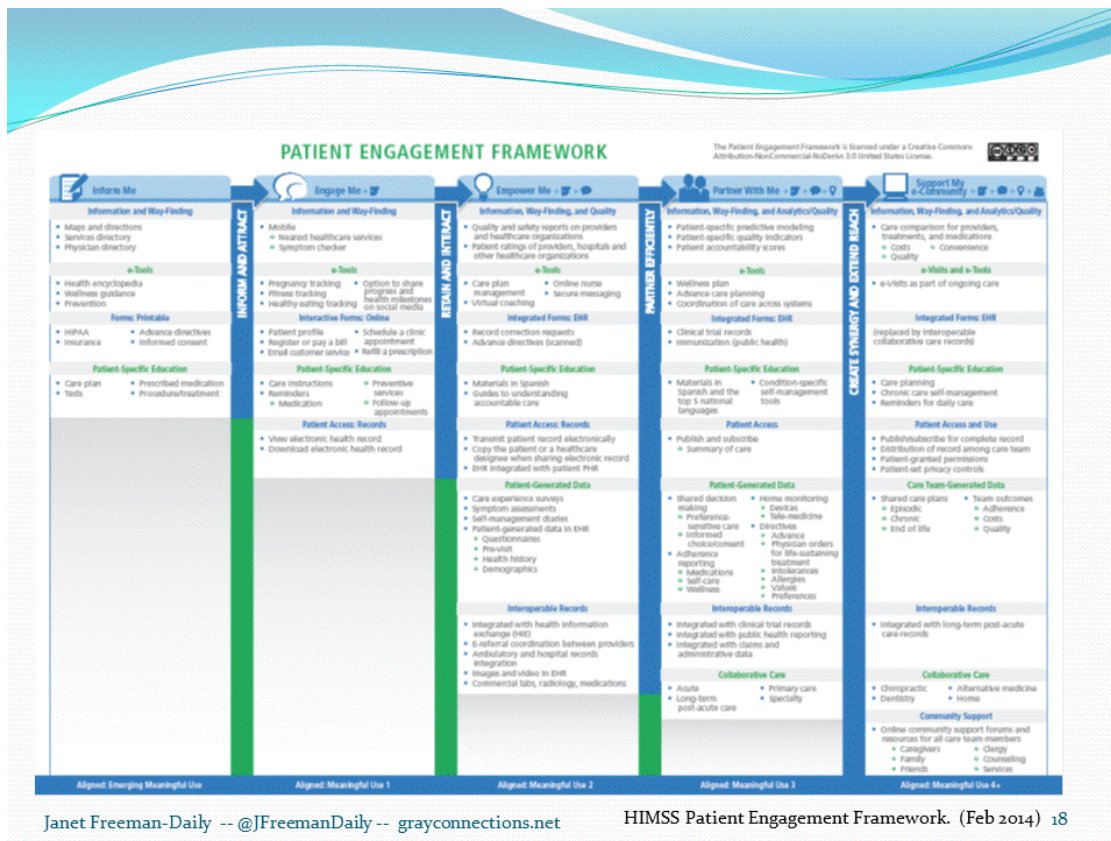 PATIENT ENGAGEMENT FRAMEWORK
The Patient Engagement Framework is licensed under a Creative Commons
Attribution-NonCommercial-NoDerivs 3.0 United States License.
Inform Me
Information and Way-Finding
Maps and directions
Services directory
Physician directory
e-Tools
Health encyclopedia
Wellness guidance
Prevention
Forms: Printable
HIPAA
Insurance
Advance directives
Informed consent
Patient-Specific Education
Care plan
Tests
Prescribed medication
Procedure/treatment
Aligned: Emerging Meaningful Use
INFORM AND ATTRACT
Engage Me +
Information and Way-Finding
Mobile
Nearest healthcare services
Symptom checker
e-Tools
Pregnancy tracking
Fitness tracking
Healthy eating tracking
Option to share
progress and
health milestones
on social media
Interactive Forms: Online
Patient profile
Register or pay a bill
Email customer service
Schedule a clinic
appointment
Refill a prescription
Patient-Specific Education
Care instructions
Reminders
Medication
Preventive
services
Follow-up
appointments
Patient Access: Records
View electronic health record
Download electronic health record
Aligned: Meaningful Use 1
RETAIN AND INTERACT
Empower Me + +
Information, Way-Finding, and Quality
Quality and safety reports on providers
and healthcare organizations
Patient ratings of providers, hospitals and
other healthcare organizations
e-Tools
Care plan
management
Virtual coaching
Online nurse
Secure messaging
Integrated Forms: EHR
Record correction requests
Advance directives (scanned)
Patient-Specific Education
Materials in Spanish
Guides to understanding
accountable care
Patient Access: Records
Transmit patient record electronically
Copy the patient or a healthcare
designee when sharing electronic record
EHR integrated with patient PHR
Patient-Generated Data
Care experience surveys
Symptom assessments
Self-management diaries
Patient-generated data in EHR
Questionnaires
Pre-visit
Health history
Demographics
Interoperable Records
Integrated with health information
exchange (HIE)
E-referral coordination between providers
Ambulatory and hospital records
integration
Images and video in EHR
Commercial labs, radiology, medications
Aligned: Meaningful Use 2
PARTNER EFFICIENTLY
Partner With Me + + +
Information, Way-Finding, and Analytics/Quality
Patient-specific predictive modeling
Patient-specific quality indicators
Patient accountability scores
e-Tools
Wellness plan
Advance care planning
Coordination of care across systems
Integrated Forms: EHR
Clinical trial records
Immunization (public health)
Patient-Specific Education
Materials in
Spanish and the
top 5 national
languages
Condition-specific
self-management
tools
Patient Access
Publish and subscribe
Summary of care
Patient-Generated Data
Shared decision
making
Preference-
sensitive care
Informed
choice/consent
Adherence
reporting
Medications
Self-care
Wellness
Home monitoring
Devices
Tele-medicine
Directives
Advance
Physician orders
for life-sustaining
treatment
Intolerances
Allergies
Values
Preferences
Interoperable Records
Integrated with clinical trial records
Integrated with public health reporting
Integrated with claims and
administrative data
Collaborative Care
Acute
Long-term
post-acute care
Primary care
Specialty
Aligned: Meaningful Use 3
CREATE SYNERGY AND EXTEND REACH
Support My
e-Community + + + +
Information, Way-Finding, and Analytics/Quality
Care comparison for providers,
treatments, and medications
Costs
Quality
Convenience
e-Visits and e-Tools
e-Visits as part of ongoing care
Integrated Forms: EHR
(replaced by interoperable
collaborative care records)
Patient-Specific Education
Care planning
Chronic care self-management
Reminders for daily care
Patient Access and Use
Publish/subscribe for complete record
Distribution of record among care team
Patient-granted permissions
Patient-set privacy controls
Care Team-Generated Data
Shared care plans
Episodic
Chronic
End of life
Team outcomes
Adherence
Costs
Quality
Interoperable Records
Integrated with long-term post-acute
care records
Collaborative Care
Chiropractic
Dentistry
Alternative medicine
Home
Community Support
Online community support forums and
resources for all care team members
Caregivers
Family
Friends
Clergy
Counseling
Services
Aligned: Meaningful Use 4+
Janet Freeman-Daily -- @JFreemanDaily -- grayconnections.net
HIMSS Patient Engagement Framework. (Feb 2014) 18